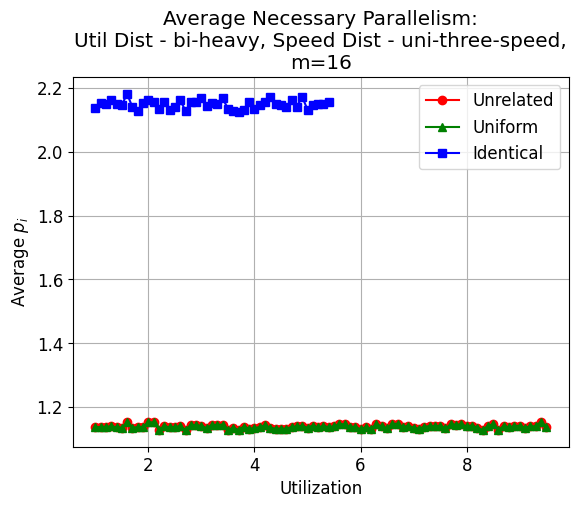 Average Necessary Parallelism:
Util Dist - bi-heavy, Speed Dist - uni-three-speed,
m=16
Unrelated
Uniform
Identical
Average p_i
2.2
2.0
1.8
1.6
1.4
1.2
2 4 6 8
Utilization